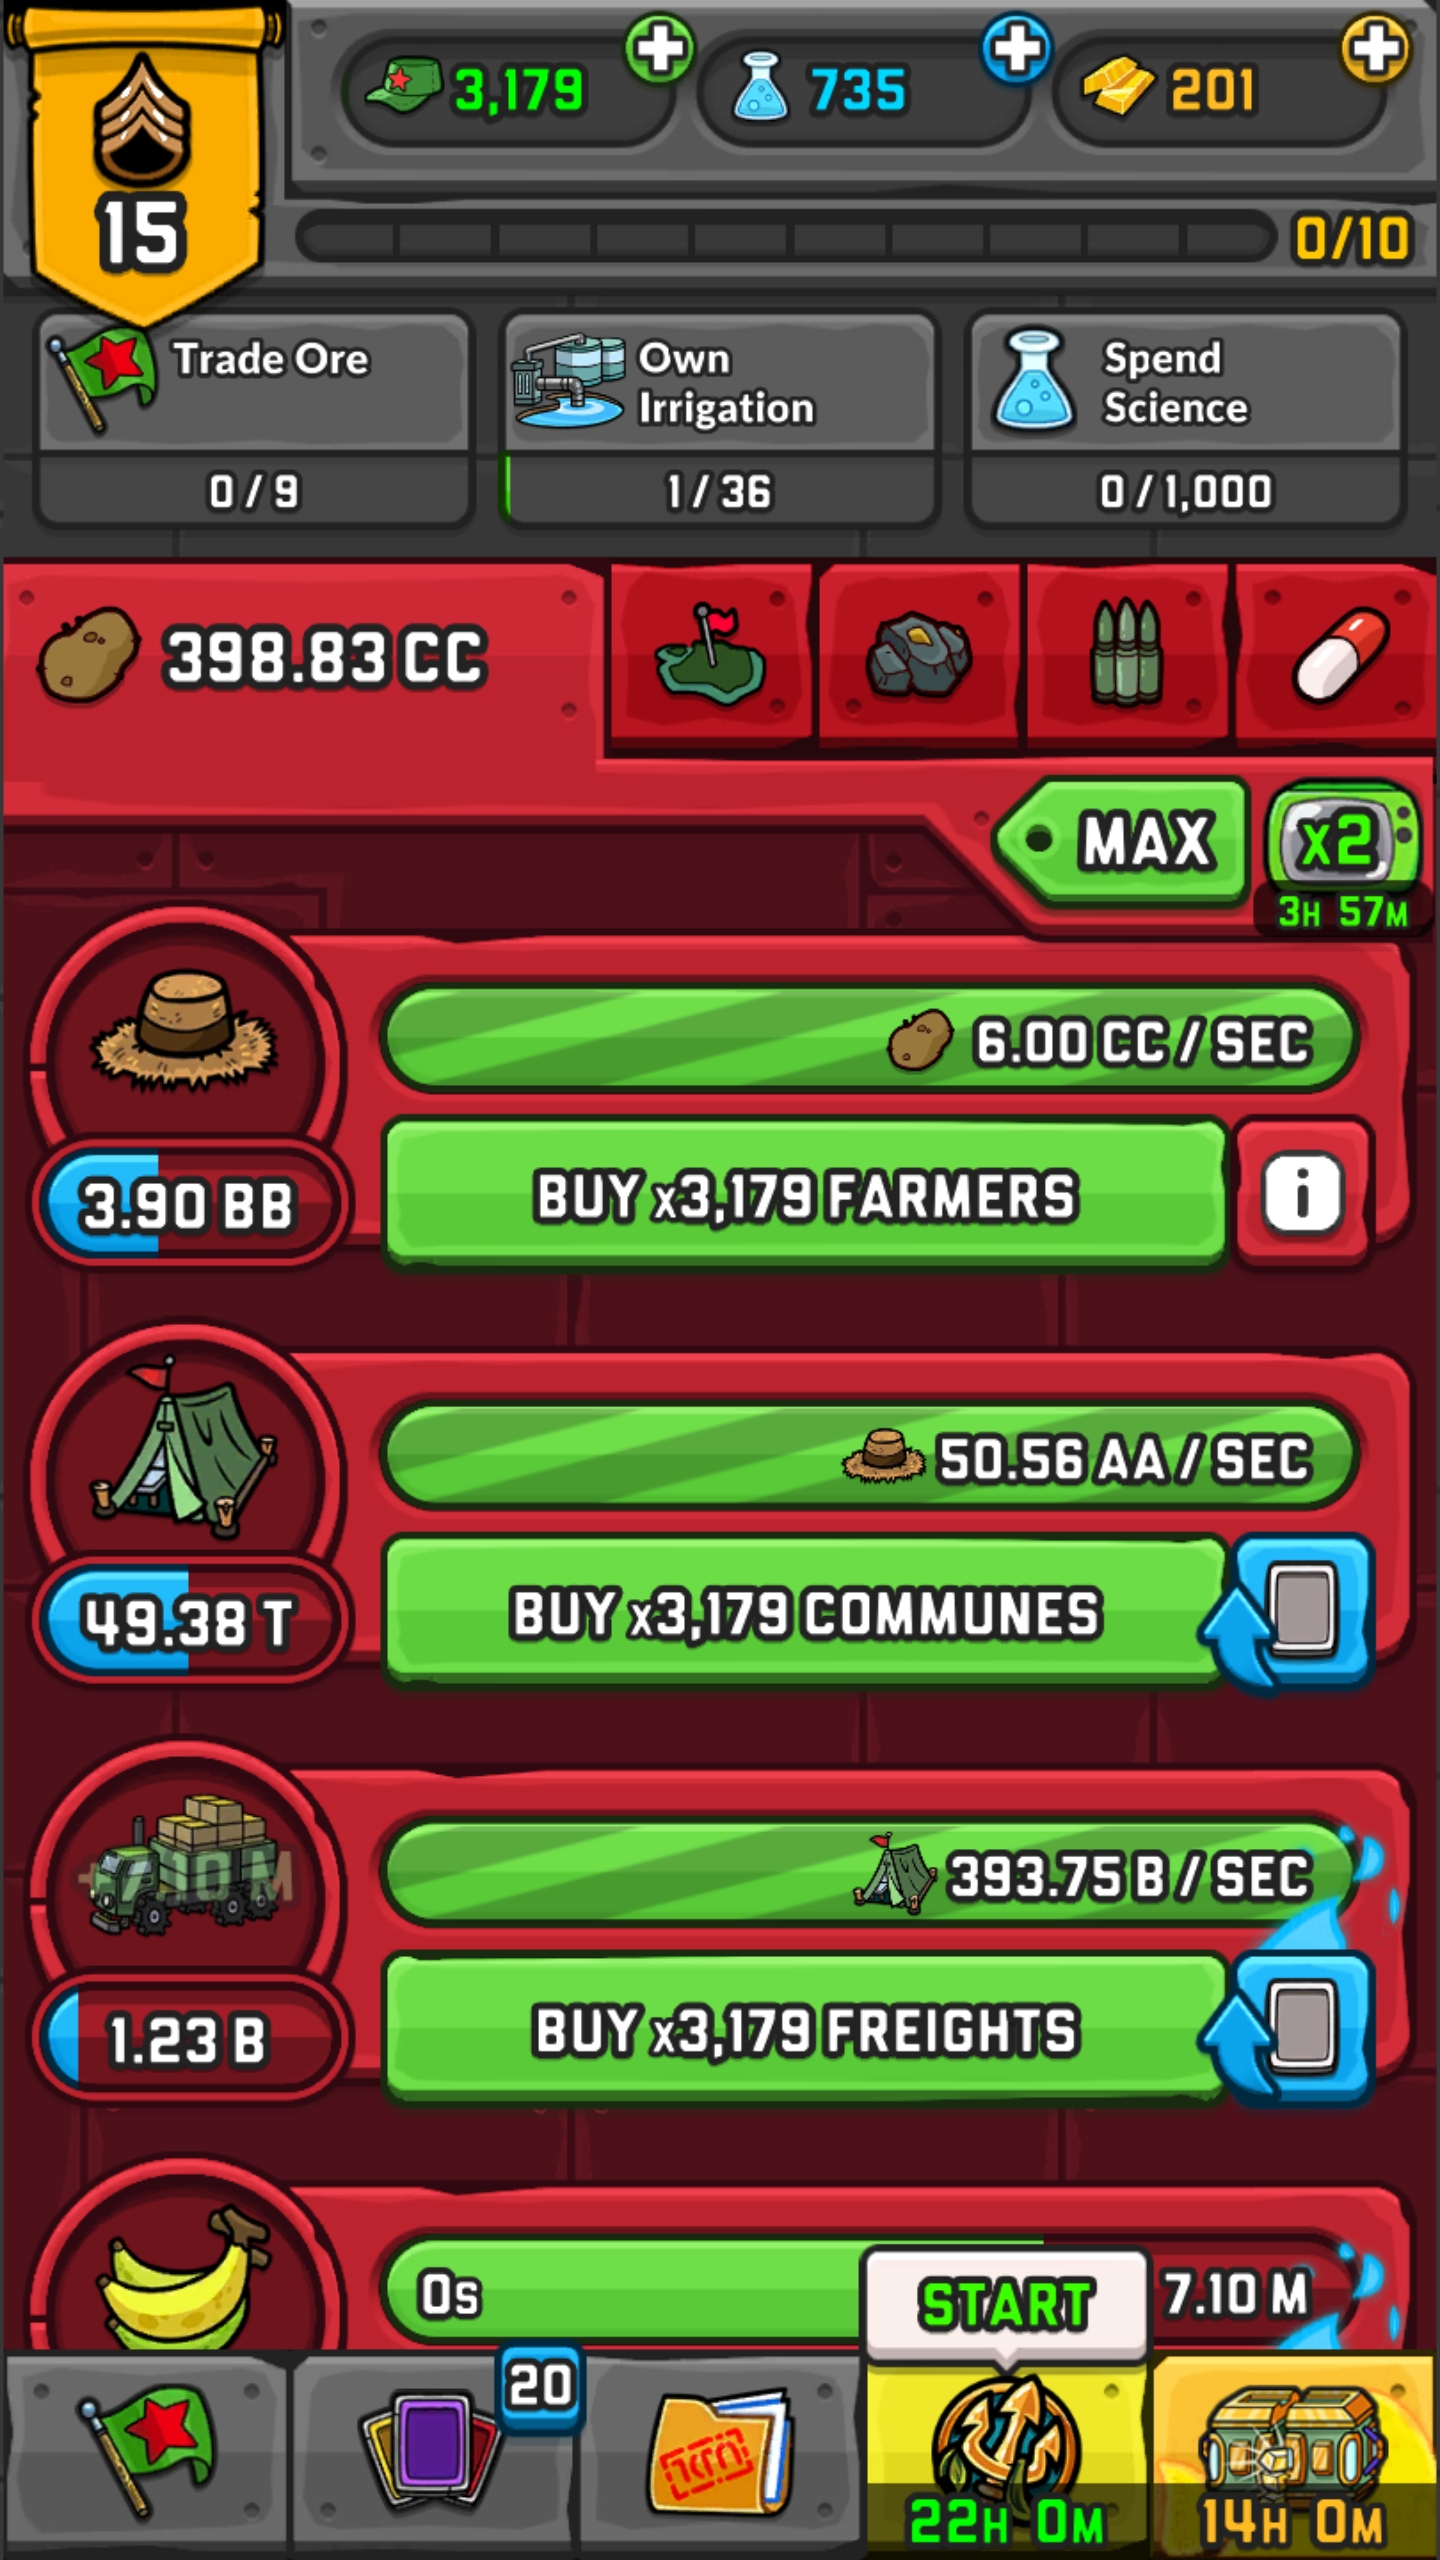 3,179
735
201
15
0/10
Trade Ore
0 / 9
Own
Irrigation
1 / 36
Spend
Science
0 / 1,000
398.83 CC
MAX
x2
3H 57M
6.00 CC / SEC
3.90 BB
BUY x3,179 FARMERS
i
50.56 AA / SEC
49.38 T
BUY x3,179 COMMUNES
393.75 B / SEC
1.23 B
BUY x3,179 FREIGHTS
0s
7.10 M
START
20
22H 0M
14H 0M